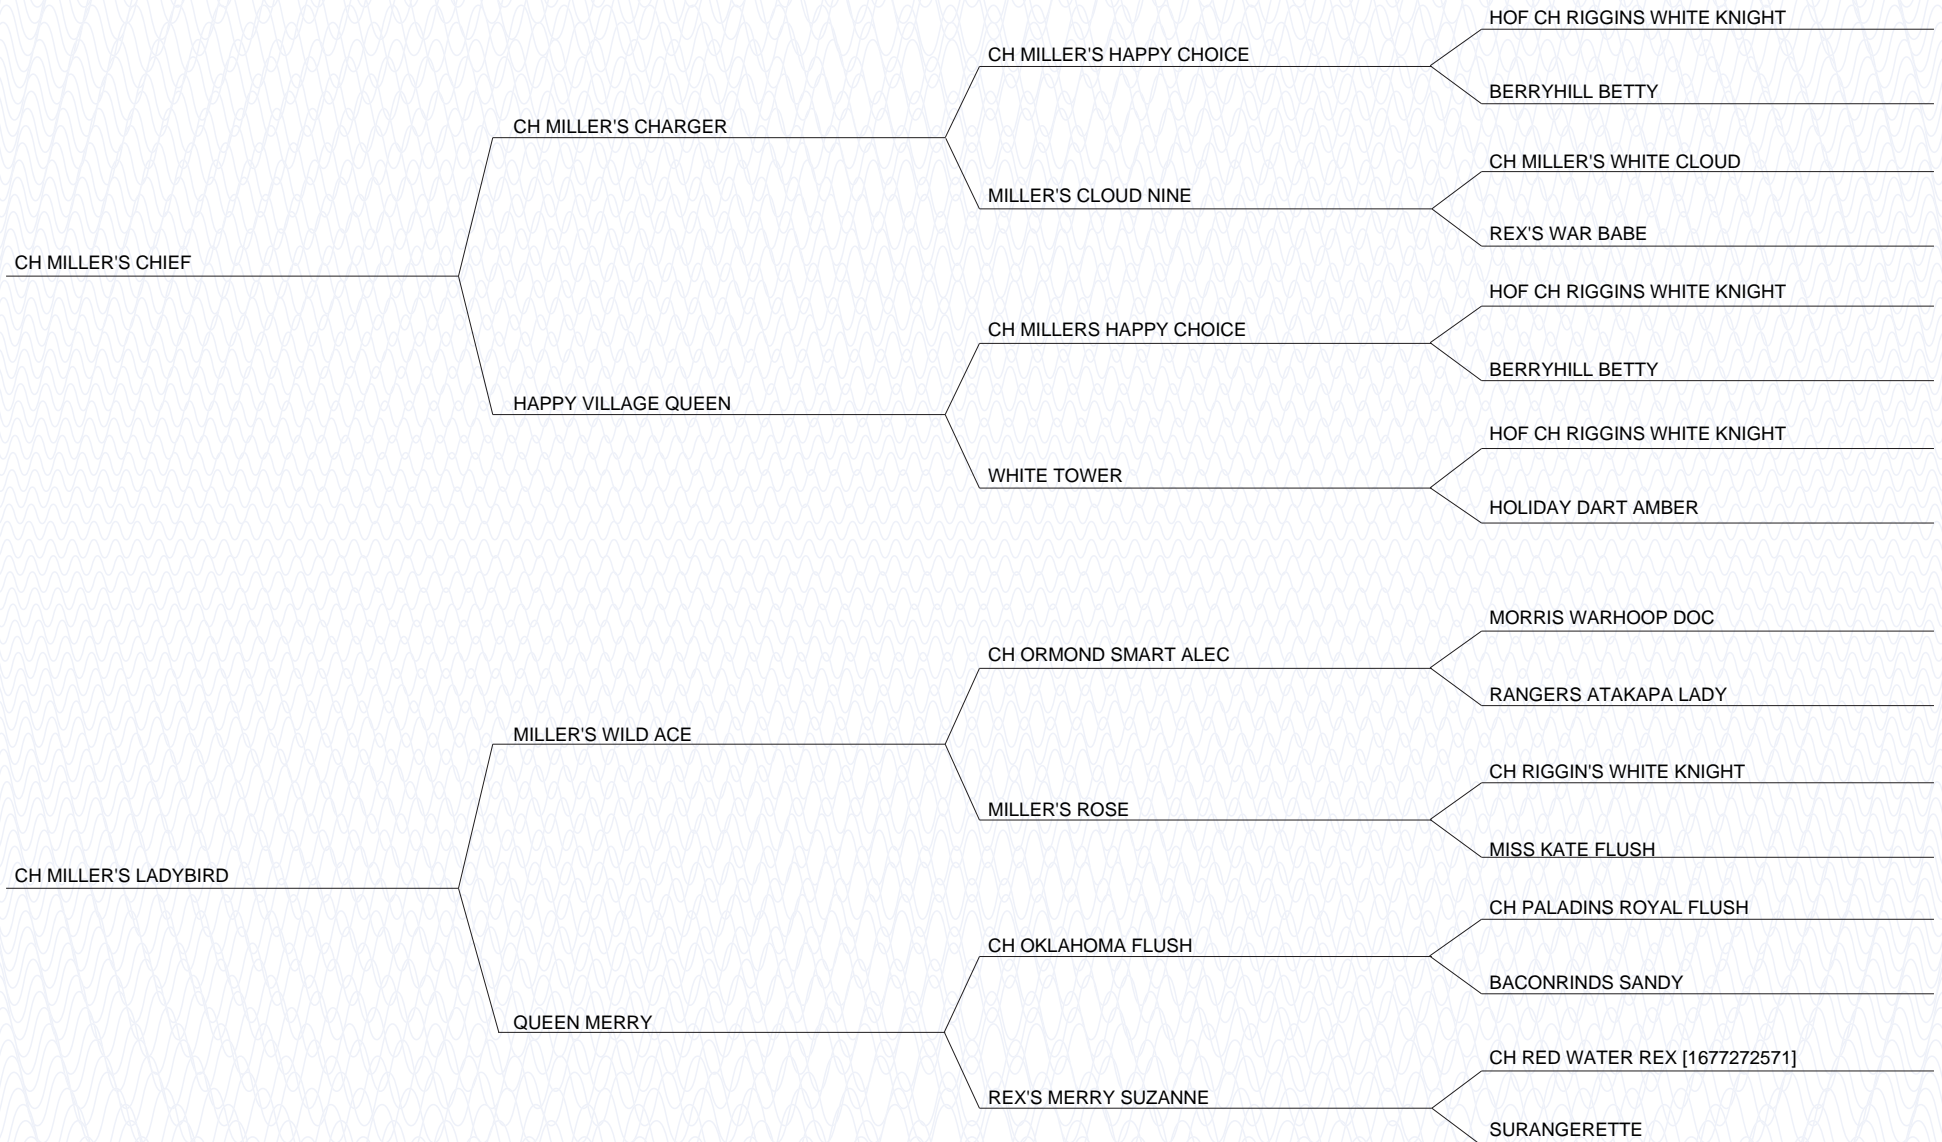 HOF CH RIGGINS WHITE KNIGHT
CH MILLER'S HAPPY CHOICE
BERRYHILL BETTY
CH MILLER'S CHARGER
CH MILLER'S WHITE CLOUD
MILLER'S CLOUD NINE
REX'S WAR BABE
CH MILLER'S CHIEF
HOF CH RIGGINS WHITE KNIGHT
CH MILLERS HAPPY CHOICE
BERRYHILL BETTY
HAPPY VILLAGE QUEEN
HOF CH RIGGINS WHITE KNIGHT
WHITE TOWER
HOLIDAY DART AMBER
MORRIS WARHOOP DOC
CH ORMOND SMART ALEC
RANGERS ATAKAPA LADY
MILLER'S WILD ACE
CH RIGGIN'S WHITE KNIGHT
MILLER'S ROSE
MISS KATE FLUSH
CH MILLER'S LADYBIRD
CH PALADINS ROYAL FLUSH
CH OKLAHOMA FLUSH
BACONRINDS SANDY
QUEEN MERRY
CH RED WATER REX [1677272571]
REX'S MERRY SUZANNE
SURANGERETTE